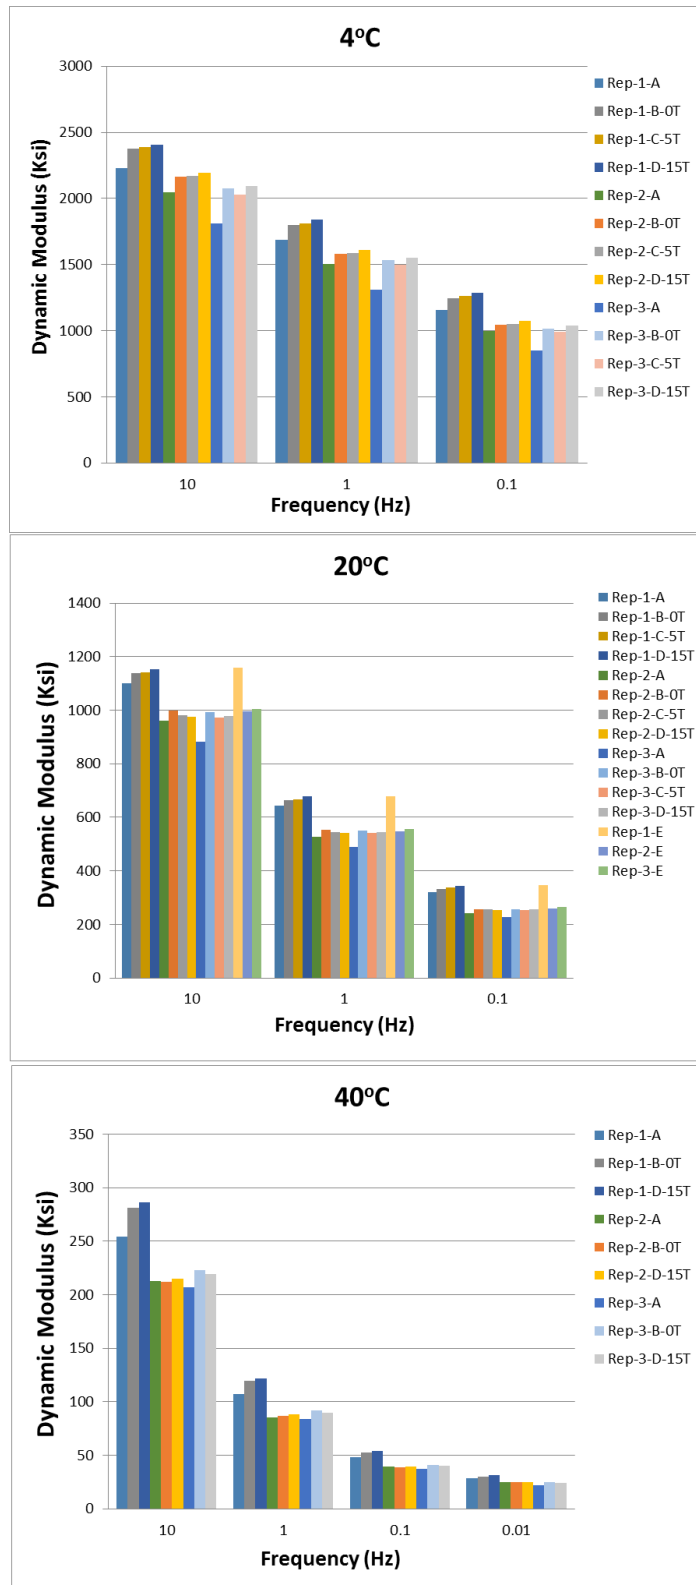 4°C
Dynamic Modulus (Ksi)
3000
2500
2000
1500
1000
500
0
10
1
0.1
Frequency (Hz)
Rep-1-A
Rep-1-B-0T
Rep-1-C-5T
Rep-1-D-15T
Rep-2-A
Rep-2-B-0T
Rep-2-C-5T
Rep-2-D-15T
Rep-3-A
Rep-3-B-0T
Rep-3-C-5T
Rep-3-D-15T
20°C
Dynamic Modulus (Ksi)
1400
1200
1000
800
600
400
200
0
10
1
0.1
Frequency (Hz)
Rep-1-A
Rep-1-B-0T
Rep-1-C-5T
Rep-1-D-15T
Rep-2-A
Rep-2-B-0T
Rep-2-C-5T
Rep-2-D-15T
Rep-3-A
Rep-3-B-0T
Rep-3-C-5T
Rep-3-D-15T
Rep-1-E
Rep-2-E
Rep-3-E
40°C
Dynamic Modulus (Ksi)
350
300
250
200
150
100
50
0
10
1
0.1
0.01
Frequency (Hz)
Rep-1-A
Rep-1-B-0T
Rep-1-D-15T
Rep-2-A
Rep-2-B-0T
Rep-2-D-15T
Rep-3-A
Rep-3-B-0T
Rep-3-D-15T